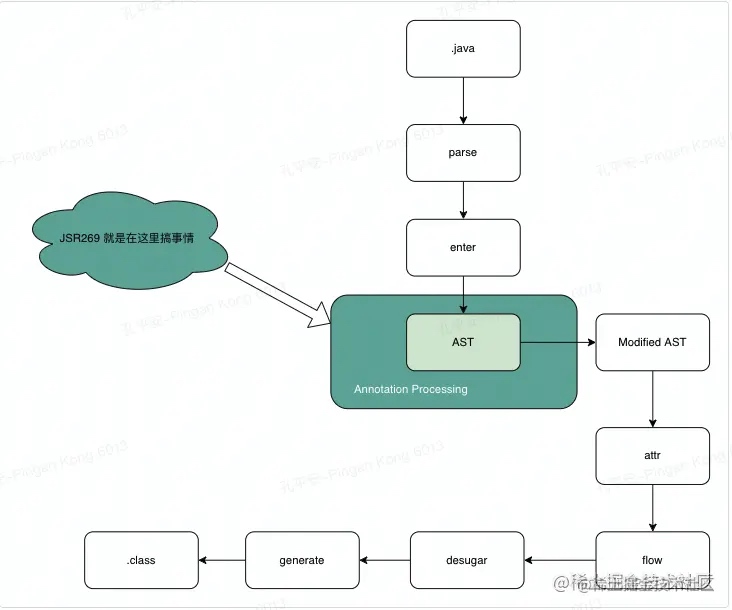 .java
parse
enter
JSR269 就是在这里搞事情
AST
Modified AST
Annotation Processing
attr
.class
generate
desugar
flow
@稀土掘金技术社区
孔平安-Pingan Kong 6013